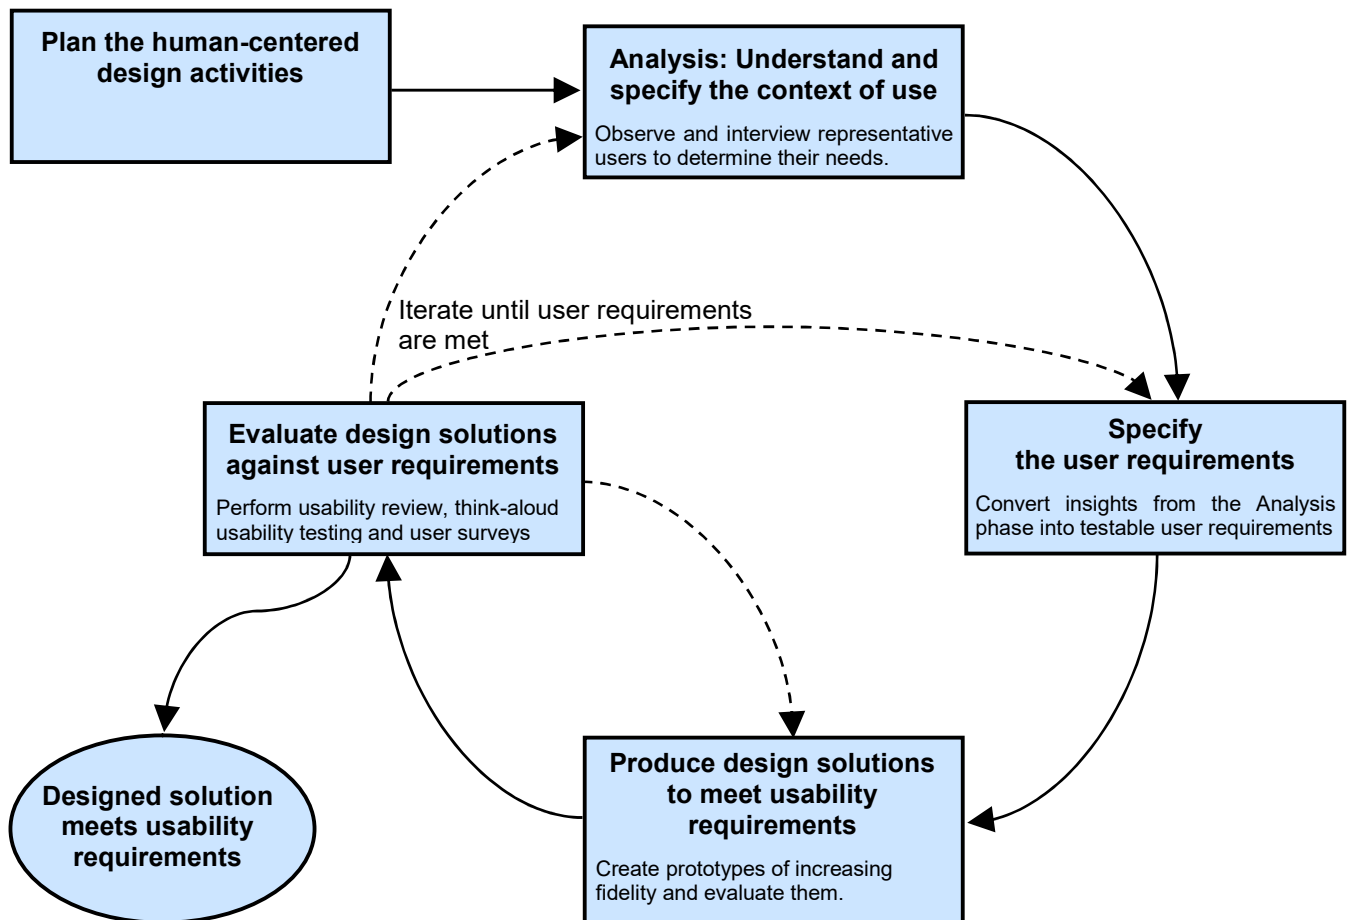 Plan the human-centered
design activities
Analysis: Understand and
specify the context of use
Observe and interview representative
users to determine their needs.
Iterate until user requirements
are met
Evaluate design solutions
against user requirements
Perform usability review, think-aloud
usability testing and user surveys
Specify
the user requirements
Convert insights from the Analysis
phase into testable user requirements
Designed solution
meets usability
requirements
Produce design solutions
to meet usability
requirements
Create prototypes of increasing
fidelity and evaluate them.